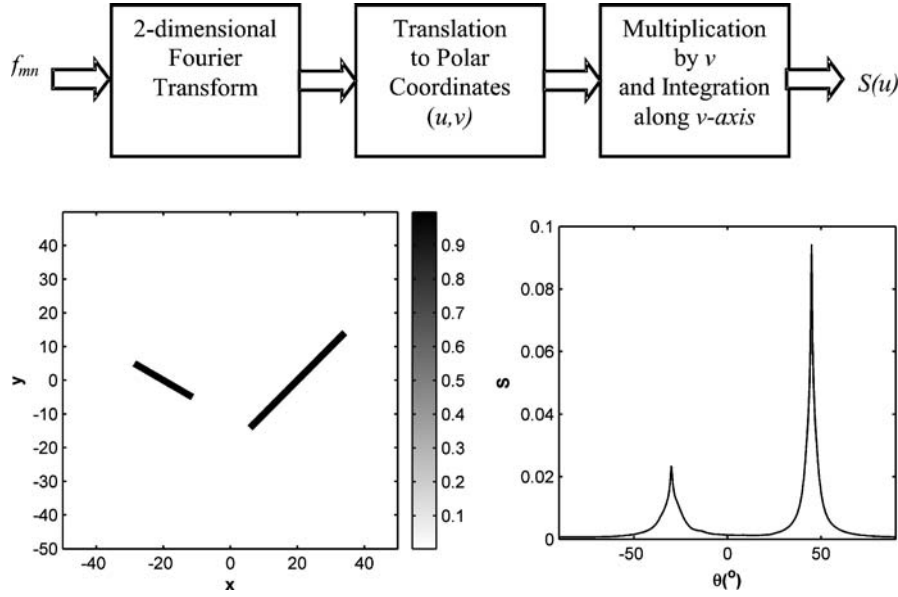 f_mn
2-dimensional
Fourier
Transform
Translation
to Polar
Coordinates
(u,v)
Multiplication
by v
and Integration
along v-axis
S(u)
40
30
20
10
0
-10
-20
-30
-40
-50
y
-40 -20 0 20 40
x
0.9
0.8
0.7
0.6
0.5
0.4
0.3
0.2
0.1
0.1
0.08
0.06
0.04
0.02
0
S
-50 0 50
θ(º)